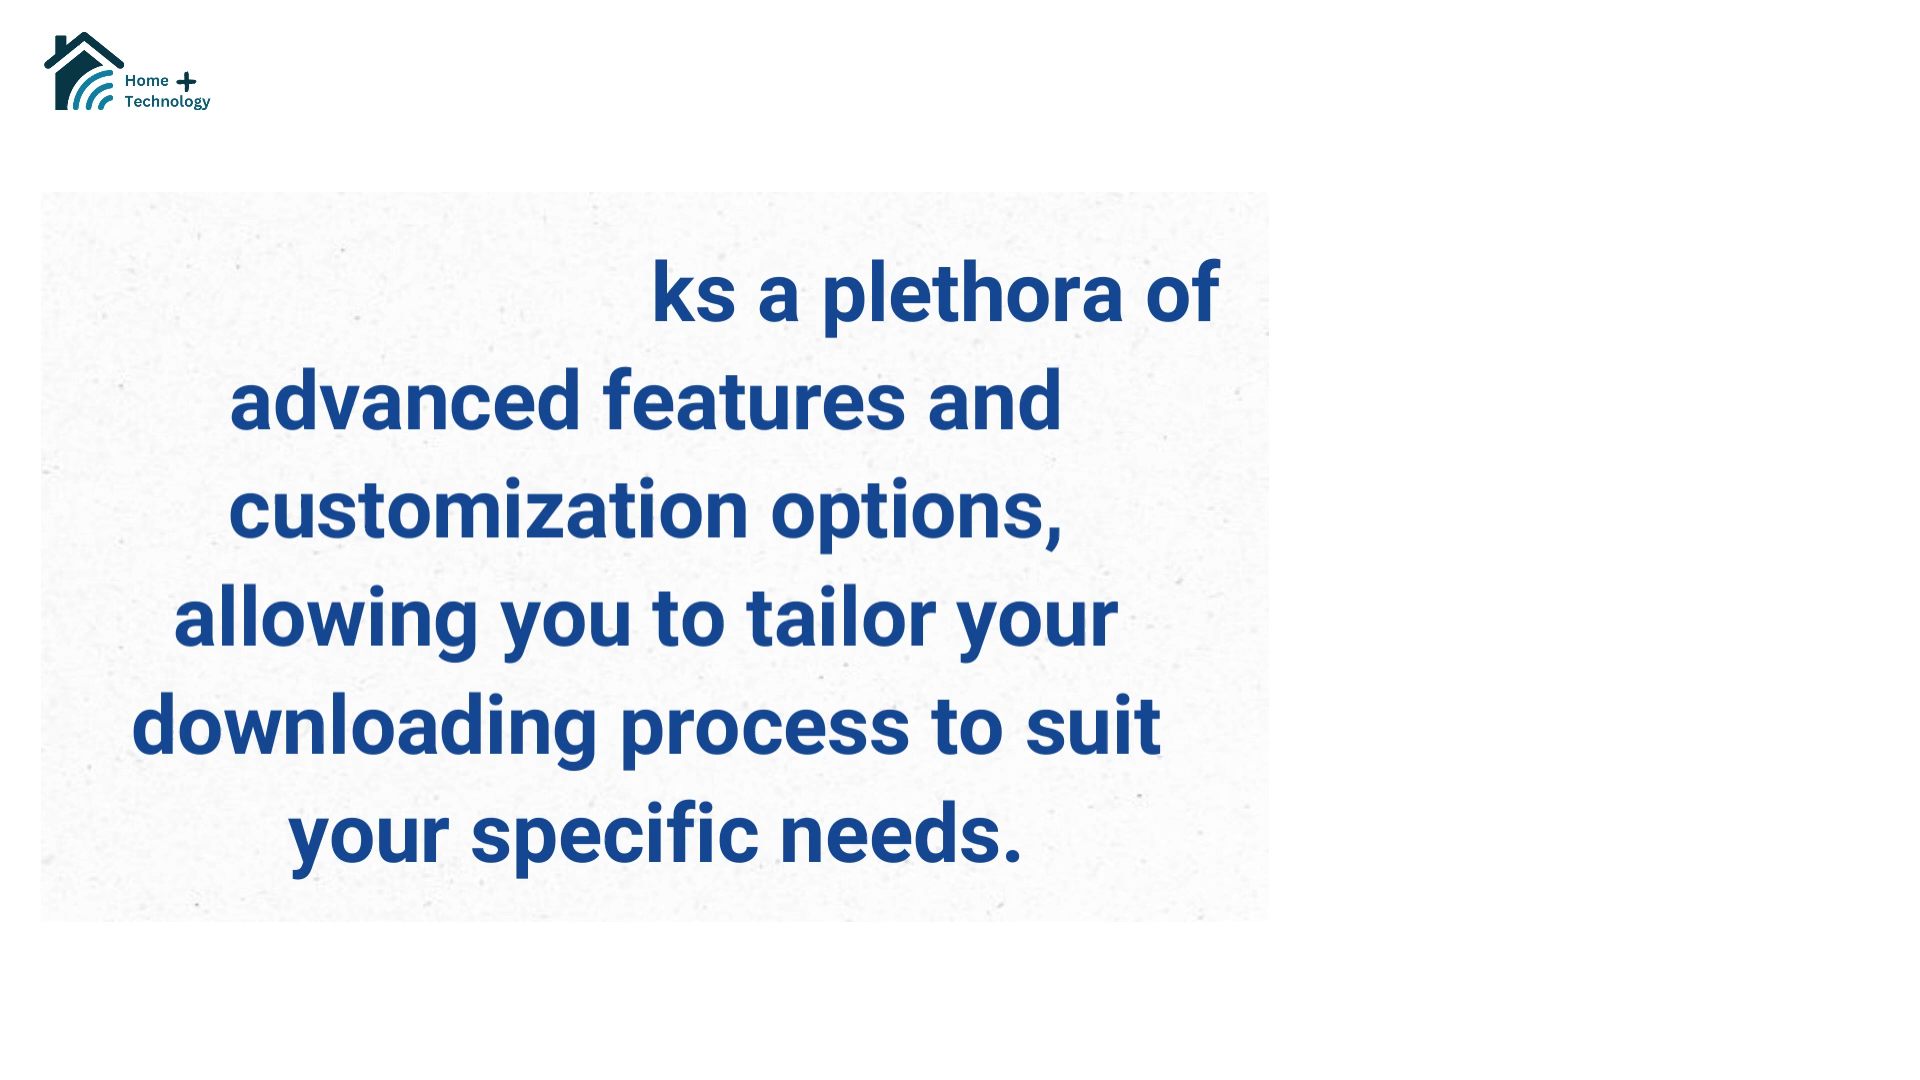 Home +
Technology
ks a plethora of
advanced features and
customization options,
allowing you to tailor your
downloading process to suit
your specific needs.